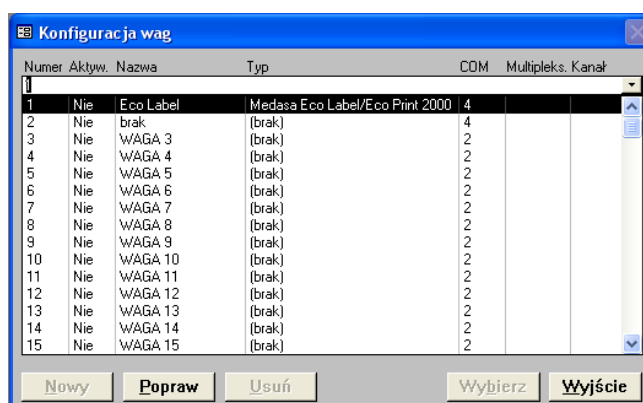 Konfiguracja wag
Numer Aktyw. Nazwa Typ COM Multipleks. Kanał
1
1 Nie Eco Label Medasa Eco Label/Eco Print 2000 4
2 Nie brak (brak) 4
3 Nie WAGA 3 (brak) 2
4 Nie WAGA 4 (brak) 2
5 Nie WAGA 5 (brak) 2
6 Nie WAGA 6 (brak) 2
7 Nie WAGA 7 (brak) 2
8 Nie WAGA 8 (brak) 2
9 Nie WAGA 9 (brak) 2
10 Nie WAGA 10 (brak) 2
11 Nie WAGA 11 (brak) 2
12 Nie WAGA 12 (brak) 2
13 Nie WAGA 13 (brak) 2
14 Nie WAGA 14 (brak) 2
15 Nie WAGA 15 (brak) 2
Nowy Popraw Usuń Wybierz Wyjście